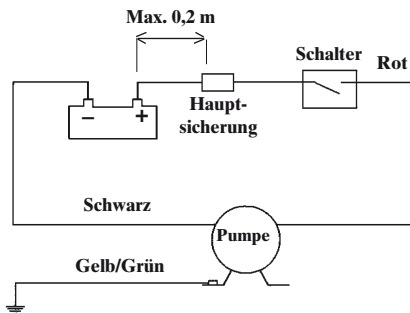 Max. 0,2 m
Schalter
Rot
Haupt-
sicherung
− +
Schwarz
Pumpe
Gelb/Grün